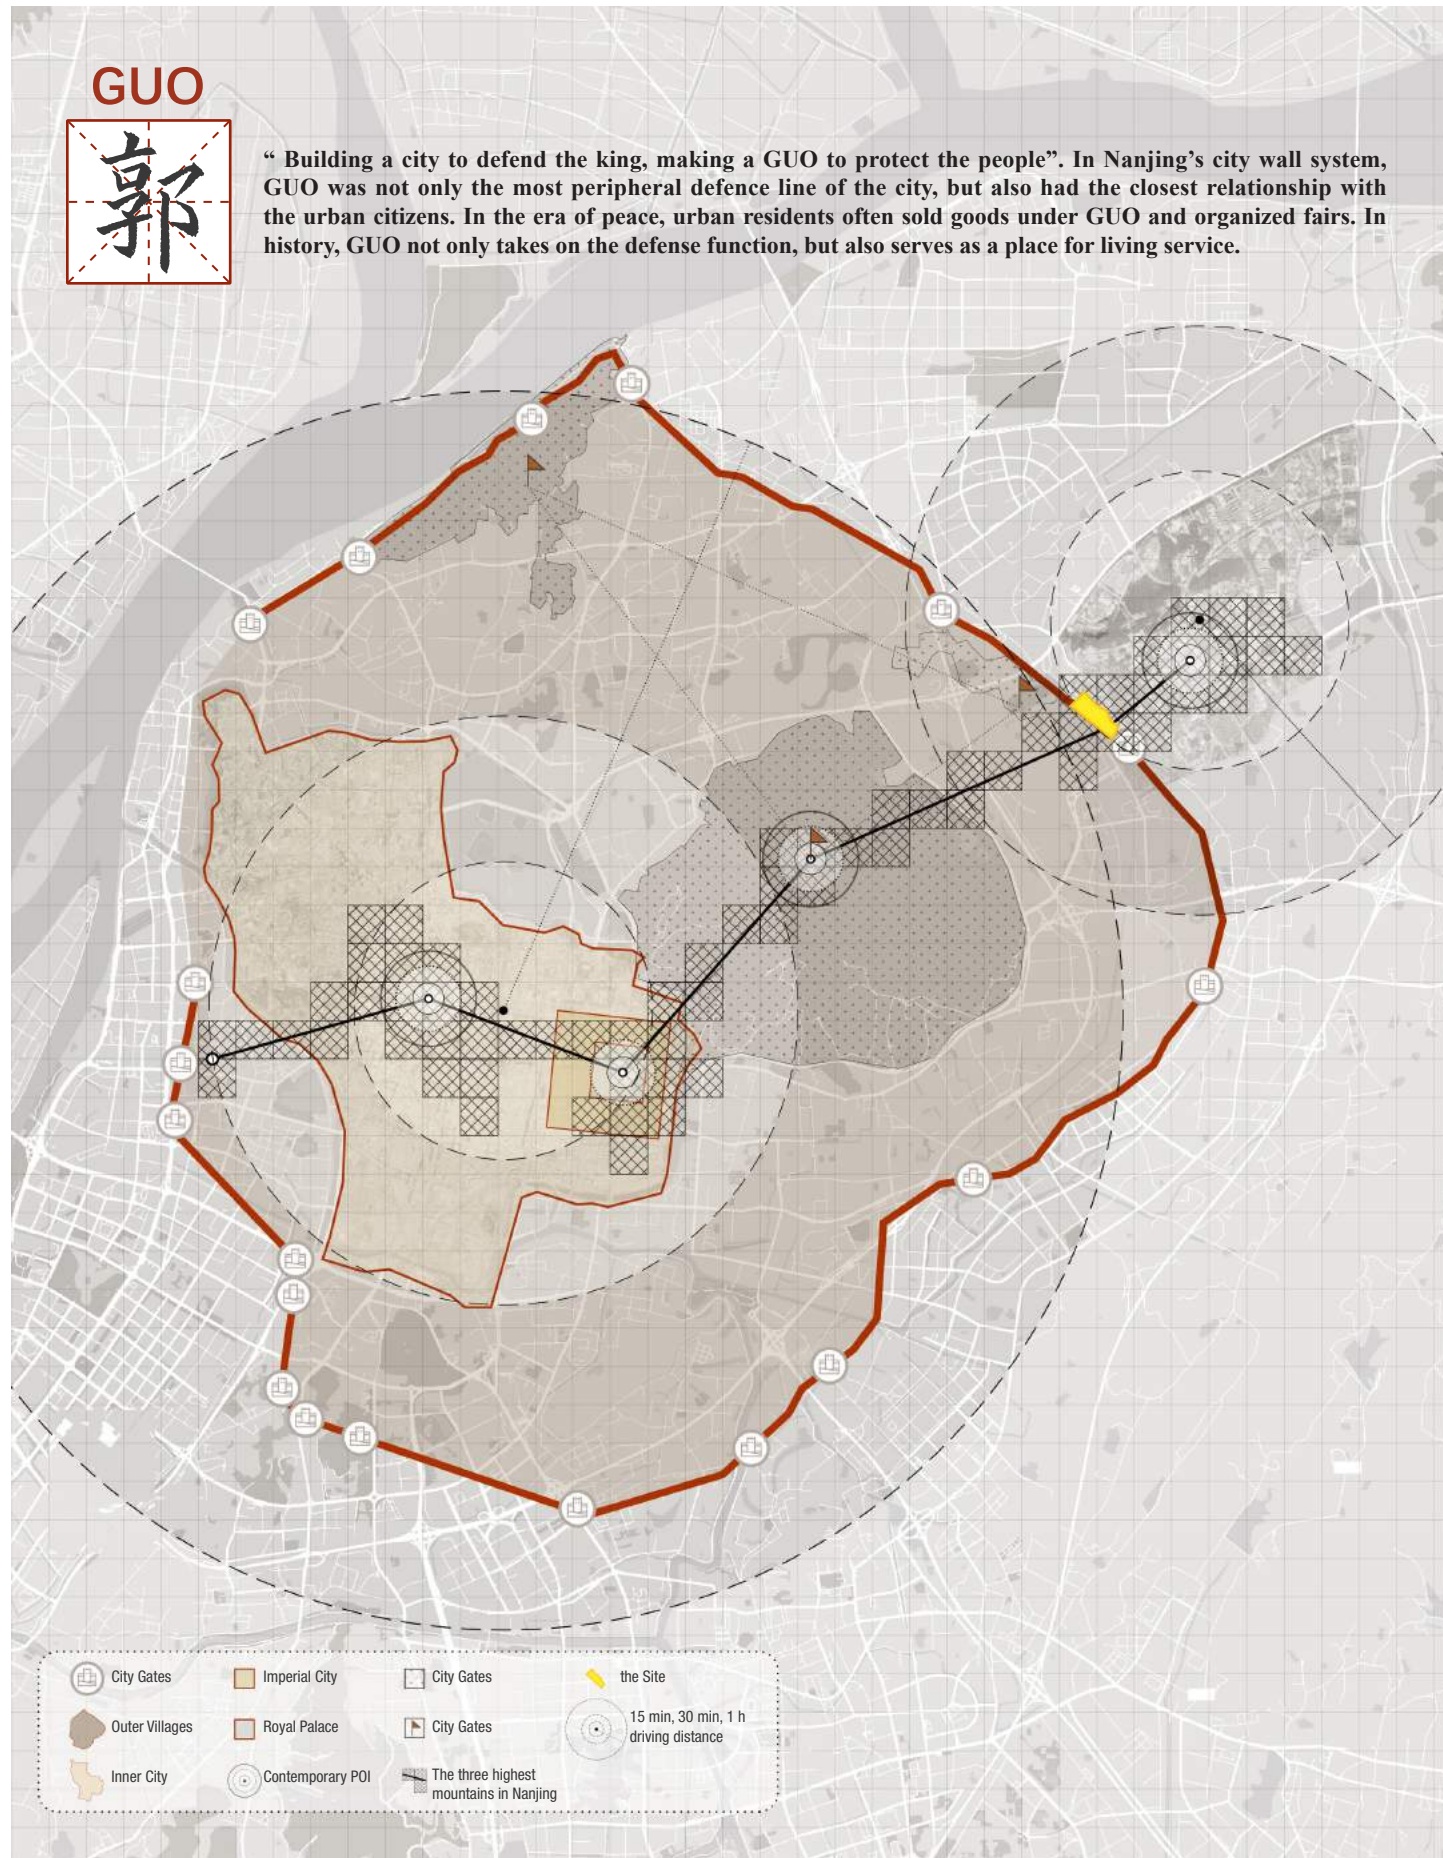 GUO
郭
“ Building a city to defend the king, making a GUO to protect the people”. In Nanjing’s city wall system,
GUO was not only the most peripheral defence line of the city, but also had the closest relationship with
the urban citizens. In the era of peace, urban residents often sold goods under GUO and organized fairs. In
history, GUO not only takes on the defense function, but also serves as a place for living service.
City Gates
Outer Villages
Inner City
Imperial City
Royal Palace
Contemporary POI
City Gates
City Gates
The three highest
mountains in Nanjing
the Site
15 min, 30 min, 1 h
driving distance